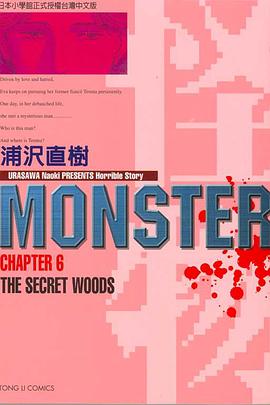 日本小學館正式授權台灣中文版
Driven by love and hatred,
Eva keeps on pursuing her former fiancé Tenma persistently.
One day, in her debauched life,
she met a mysterious man..........
Who is this man?
And where is Tenma?
浦沢直樹
URASAWA Naoki PRESENTS Horrible Story
MONSTER
CHAPTER 6
THE SECRET WOODS
怪物
TONG LI COMICS